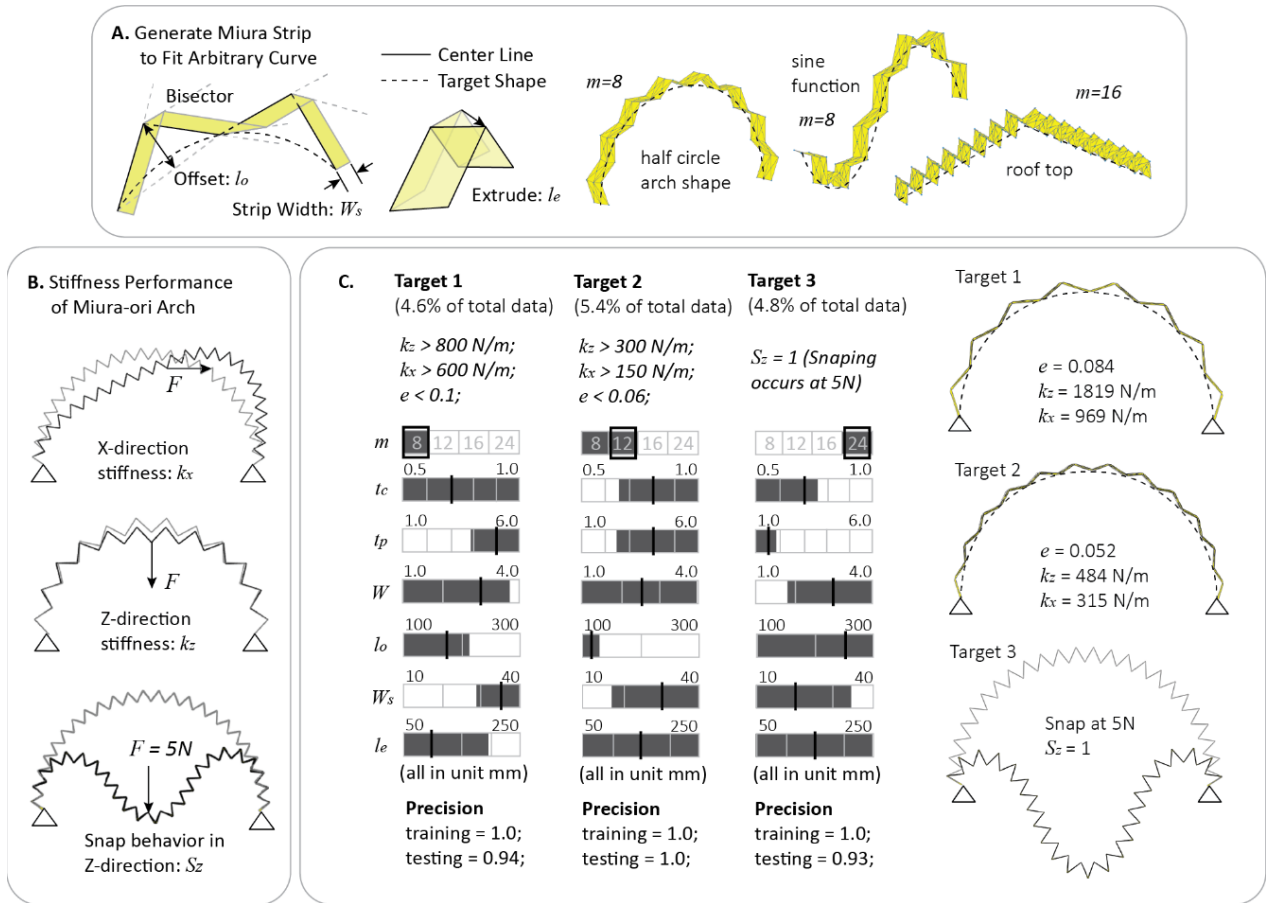 A. Generate Miura Strip
to Fit Arbitrary Curve
Bisector
Offset: lo
Strip Width: Ws
Center Line
Target Shape
Extrude: le
m=8
half circle
arch shape
sine
function
m=8
m=16
roof top
B. Stiffness Performance
of Miura-ori Arch
F
X-direction
stiffness: kx
F
Z-direction
stiffness: kz
F = 5N
Snap behavior in
Z-direction: Sz
C.
Target 1
(4.6% of total data)
kz > 800 N/m;
kx > 600 N/m;
e < 0.1;
Target 2
(5.4% of total data)
kz > 300 N/m;
kx > 150 N/m;
e < 0.06;
Target 3
(4.8% of total data)
Sz = 1 (Snaping
occurs at 5N)
m 8 12 16 24 8 12 16 24 8 12 16 24
0.5 1.0 0.5 1.0 0.5 1.0
tc
1.0 6.0 1.0 6.0 1.0 6.0
tp
1.0 4.0 1.0 4.0 1.0 4.0
W
100 300 100 300 100 300
lo
10 40 10 40 10 40
Ws
50 250 50 250 50 250
le
(all in unit mm) (all in unit mm) (all in unit mm)
Precision
training = 1.0;
testing = 0.94;
Precision
training = 1.0;
testing = 1.0;
Precision
training = 1.0;
testing = 0.93;
Target 1
e = 0.084
kz = 1819 N/m
kx = 969 N/m
Target 2
e = 0.052
kz = 484 N/m
kx = 315 N/m
Target 3
Snap at 5N
Sz = 1